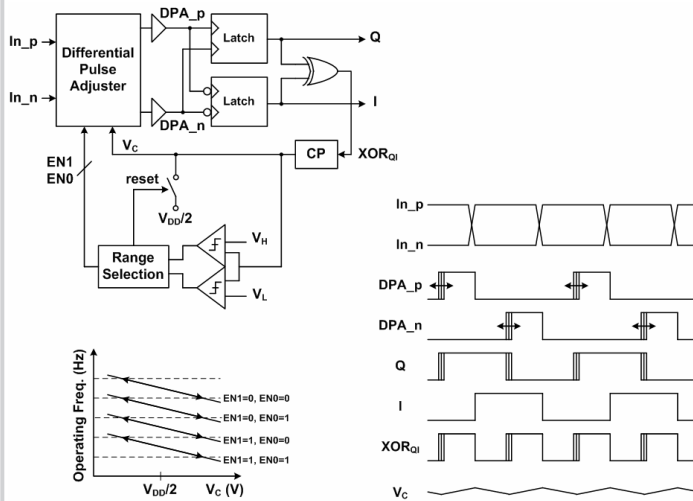 DPA_p
In_p
In_n
Differential
Pulse
Adjuster
Latch
Q
Latch
I
DPA_n
V_C
CP
XOR_QI
EN1
EN0
reset
V_DD/2
Range
Selection
V_H
V_L
In_p
In_n
DPA_p
DPA_n
Q
I
XOR_QI
V_C
Operating Freq. (Hz)
EN1=0, EN0=0
EN1=0, EN0=1
EN1=1, EN0=0
EN1=1, EN0=1
V_DD/2
V_C (V)